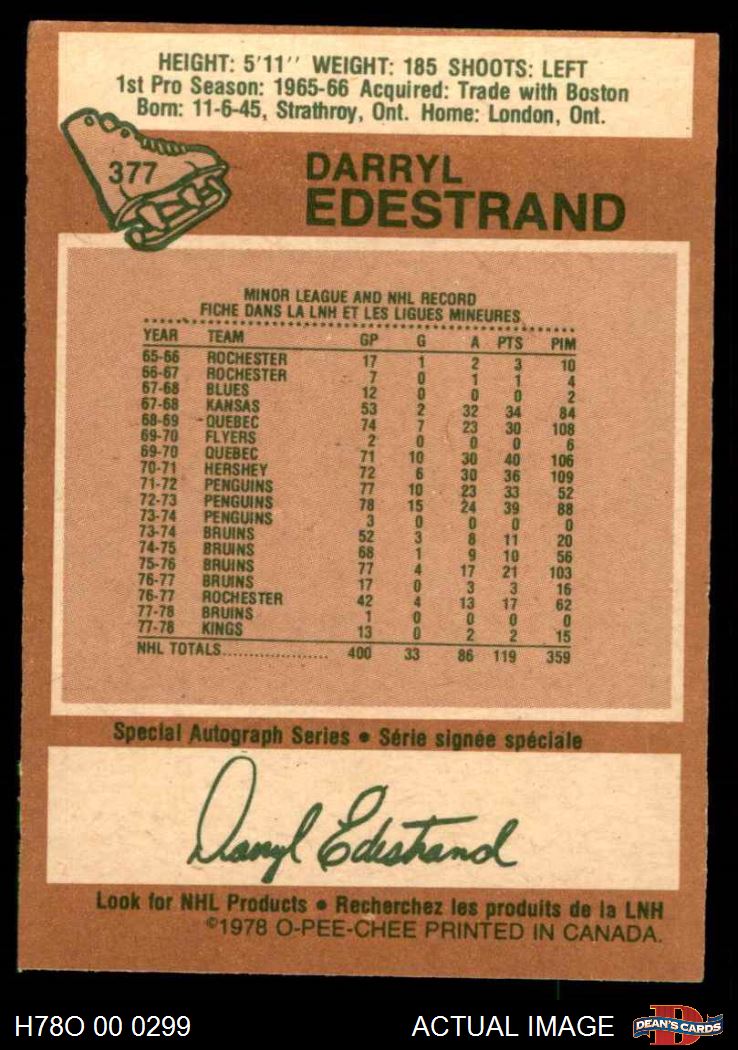 HEIGHT: 5'11'' WEIGHT: 185 SHOOTS: LEFT
1st Pro Season: 1965-66 Acquired: Trade with Boston
Born: 11-6-45, Strathroy, Ont. Home: London, Ont.
377
DARRYL
EDESTRAND
MINOR LEAGUE AND NHL RECORD
FICHE DANS LA LNH ET LES LIGUES MINEURES
YEAR TEAM GP G A PTS PIM
65-66 ROCHESTER 17 1 2 3 10
66-67 ROCHESTER 7 0 1 1 4
67-68 BLUES 12 0 0 0 2
67-68 KANSAS 53 2 32 34 84
68-69 QUEBEC 74 7 23 30 108
69-70 FLYERS 2 0 0 0 6
69-70 QUEBEC 71 10 30 40 106
70-71 HERSHEY 72 6 30 36 109
71-72 PENGUINS 77 10 23 33 52
72-73 PENGUINS 78 15 24 39 88
73-74 PENGUINS 3 0 0 0 0
73-74 BRUINS 52 3 8 11 20
74-75 BRUINS 68 1 9 10 56
75-76 BRUINS 77 4 17 21 103
76-77 BRUINS 17 0 3 3 16
76-77 ROCHESTER 42 4 13 17 62
77-78 BRUINS 1 0 0 0 0
77-78 KINGS 13 0 2 2 15
NHL TOTALS.................... 400 33 86 119 359
Special Autograph Series • Série signée spéciale
Darryl Edestrand
Look for NHL Products • Recherchez les produits de la LNH
©1978 O-PEE-CHEE PRINTED IN CANADA.
H78O 00 0299 ACTUAL IMAGE D DEAN'S CARDS